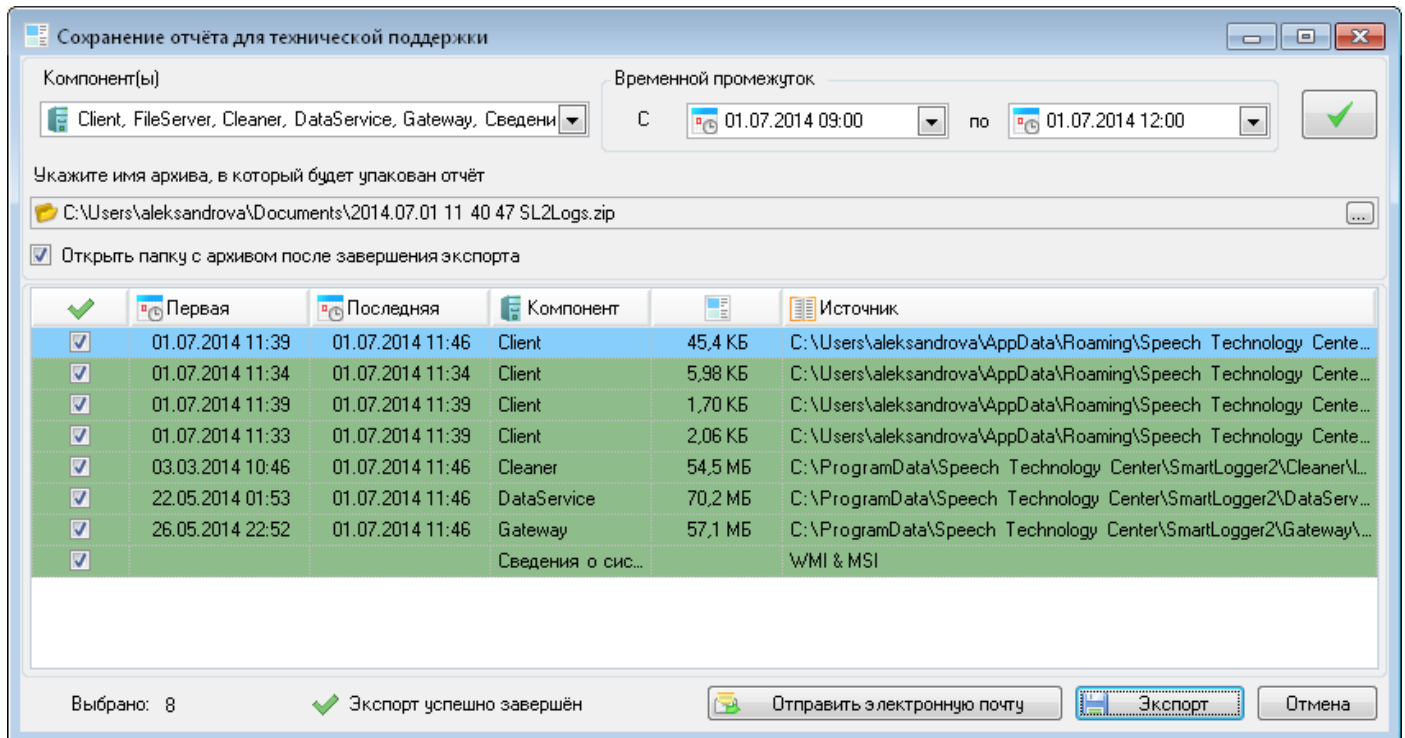 Сохранение отчёта для технической поддержки
Компонент(ы)
Временной промежуток
Client, FileServer, Cleaner, DataService, Gateway, Сведени
С 01.07.2014 09:00 по 01.07.2014 12:00
Укажите имя архива, в который будет упакован отчёт
C:\Users\aleksandrova\Documents\2014.07.01 11 40 47 SL2Logs.zip ...
Открыть папку с архивом после завершения экспорта
Первая Последняя Компонент Источник
01.07.2014 11:39 01.07.2014 11:46 Client 45,4 КБ C:\Users\aleksandrova\AppData\Roaming\Speech Technology Cente...
01.07.2014 11:34 01.07.2014 11:34 Client 5,98 КБ C:\Users\aleksandrova\AppData\Roaming\Speech Technology Cente...
01.07.2014 11:39 01.07.2014 11:39 Client 1,70 КБ C:\Users\aleksandrova\AppData\Roaming\Speech Technology Cente...
01.07.2014 11:33 01.07.2014 11:39 Client 2,06 КБ C:\Users\aleksandrova\AppData\Roaming\Speech Technology Cente...
03.03.2014 10:46 01.07.2014 11:46 Cleaner 54,5 МБ C:\ProgramData\Speech Technology Center\SmartLogger2\Cleaner\l...
22.05.2014 01:53 01.07.2014 11:46 DataService 70,2 МБ C:\ProgramData\Speech Technology Center\SmartLogger2\DataServ...
26.05.2014 22:52 01.07.2014 11:46 Gateway 57,1 МБ C:\ProgramData\Speech Technology Center\SmartLogger2\Gateway\...
Сведения о сис... WMI & MSI
Выбрано: 8 Экспорт успешно завершён Отправить электронную почту Экспорт Отмена